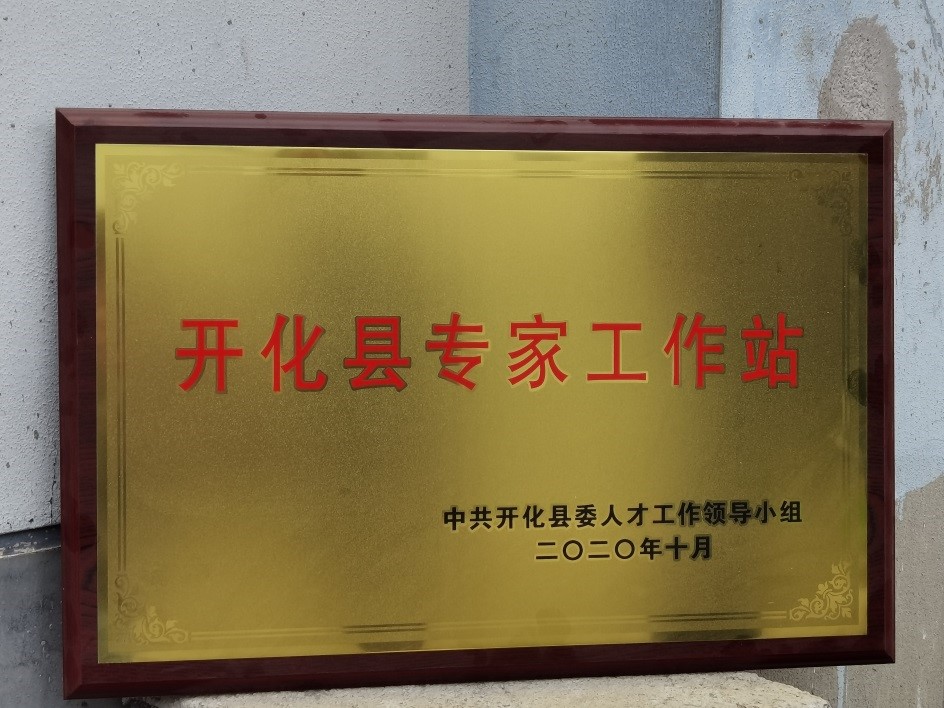 开化县专家工作站
中共开化县委人才工作领导小组
二〇二〇年十月